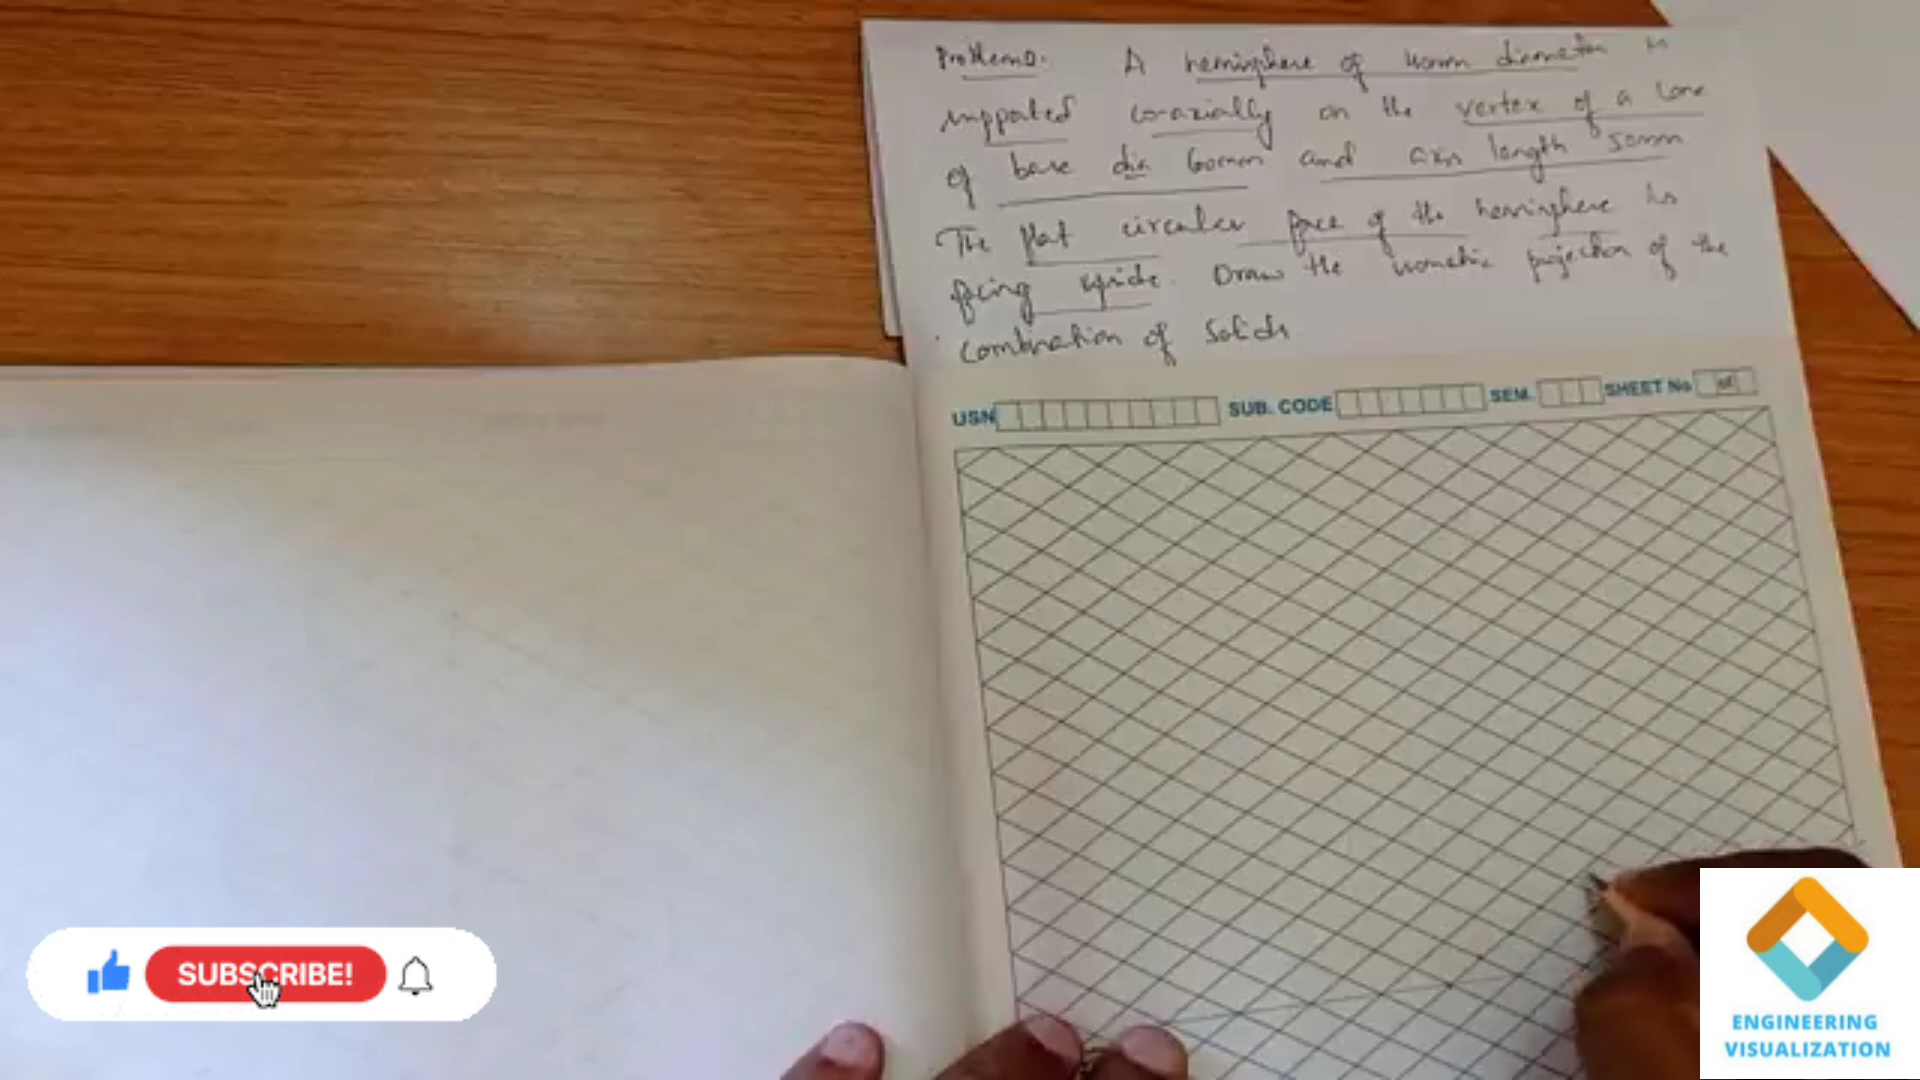 Problem. A hemisphere of 40mm diameter is
supported co-axially on the vertex of a cone
of base dia 60mm and axis length 50mm
The flat circular face of the hemisphere is
facing upside. Draw the isometric projection of the
Combination of Solids
USN SUB. CODE SEM. SHEET No
SUBSCRIBE!
ENGINEERING
VISUALIZATION